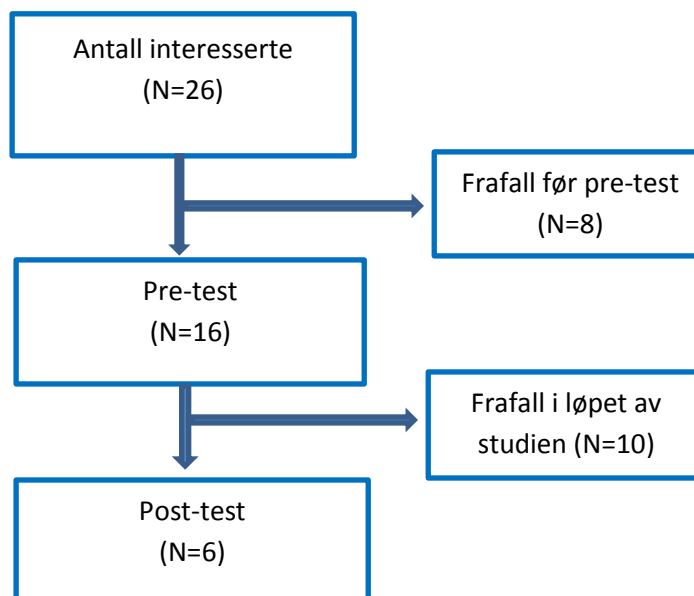 Antall interesserte
(N=26)
Frafall før pre-test
(N=8)
Pre-test
(N=16)
Frafall i løpet av
studien (N=10)
Post-test
(N=6)